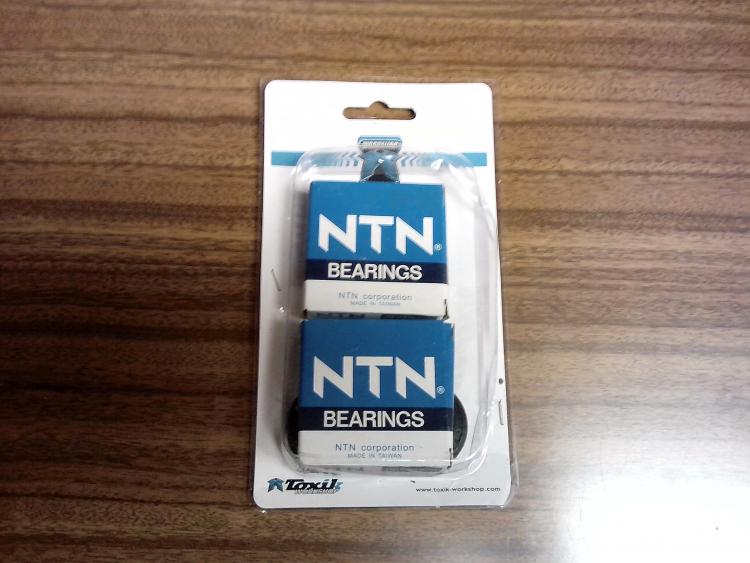 NTN®
BEARINGS
NTN corporation
MADE IN TAIWAN
NTN®
BEARINGS
NTN corporation
MADE IN TAIWAN
Toxik
WORKSHOP
www.toxik-workshop.com